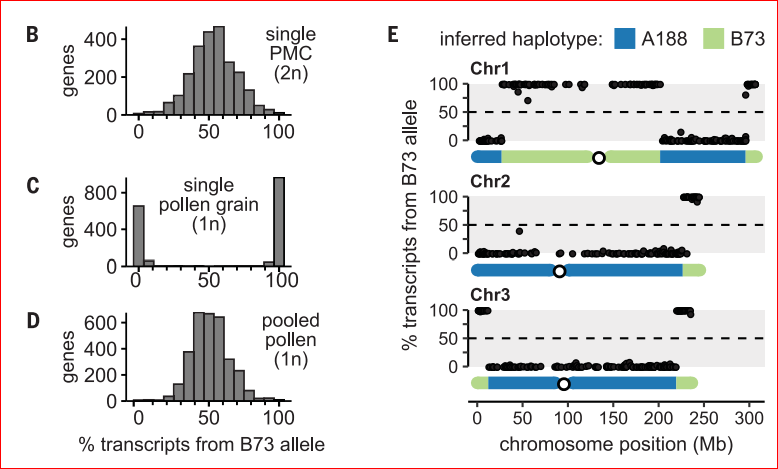 B
400
200
0
genes
single
PMC
(2n)
0
50
100
C
800
400
0
genes
single
pollen grain
(1n)
0
50
100
D
600
400
200
0
genes
pooled
pollen
(1n)
0
50
100
% transcripts from B73 allele
E
inferred haplotype: A188 B73
% transcripts from B73 allele
Chr1
100
50
0
Chr2
100
50
0
Chr3
100
50
0
0 50 100 150 200 250 300
chromosome position (Mb)